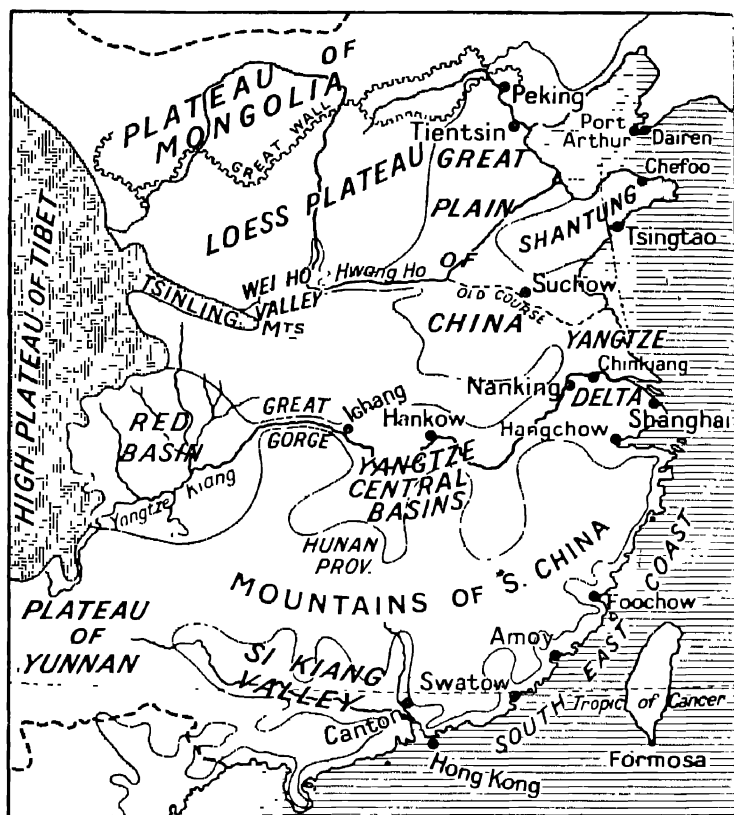 PLATEAU OF
MONGOLIA
GREAT WALL
Peking
Tientsin
Port
Arthur
Dairen
Chefoo
LOESS PLATEAU
GREAT
PLAIN
OF
CHINA
SHANTUNG
Tsingtao
HIGH PLATEAU OF TIBET
TSINLING
MTS
WEI HO
VALLEY
Hwang Ho
OLD COURSE
Suchow
YANGTZE
DELTA
Chinkiang
Nanking
Shanghai
Hangchow
RED
BASIN
GREAT
GORGE
Ichang
Hankow
YANGTZE
CENTRAL
BASINS
Yangtze Kiang
HUNAN
PROV.
MOUNTAINS OF S. CHINA
PLATEAU
OF
YUNNAN
SI KIANG
VALLEY
Foochow
Amoy
Swatow
Canton
Hong Kong
SOUTH EAST COAST
Tropic of Cancer
Formosa